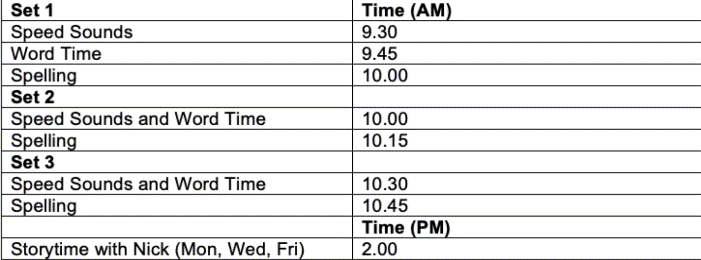 Set 1 Time (AM)
Speed Sounds 9.30
Word Time 9.45
Spelling 10.00
Set 2
Speed Sounds and Word Time 10.00
Spelling 10.15
Set 3
Speed Sounds and Word Time 10.30
Spelling 10.45
Time (PM)
Storytime with Nick (Mon, Wed, Fri) 2.00